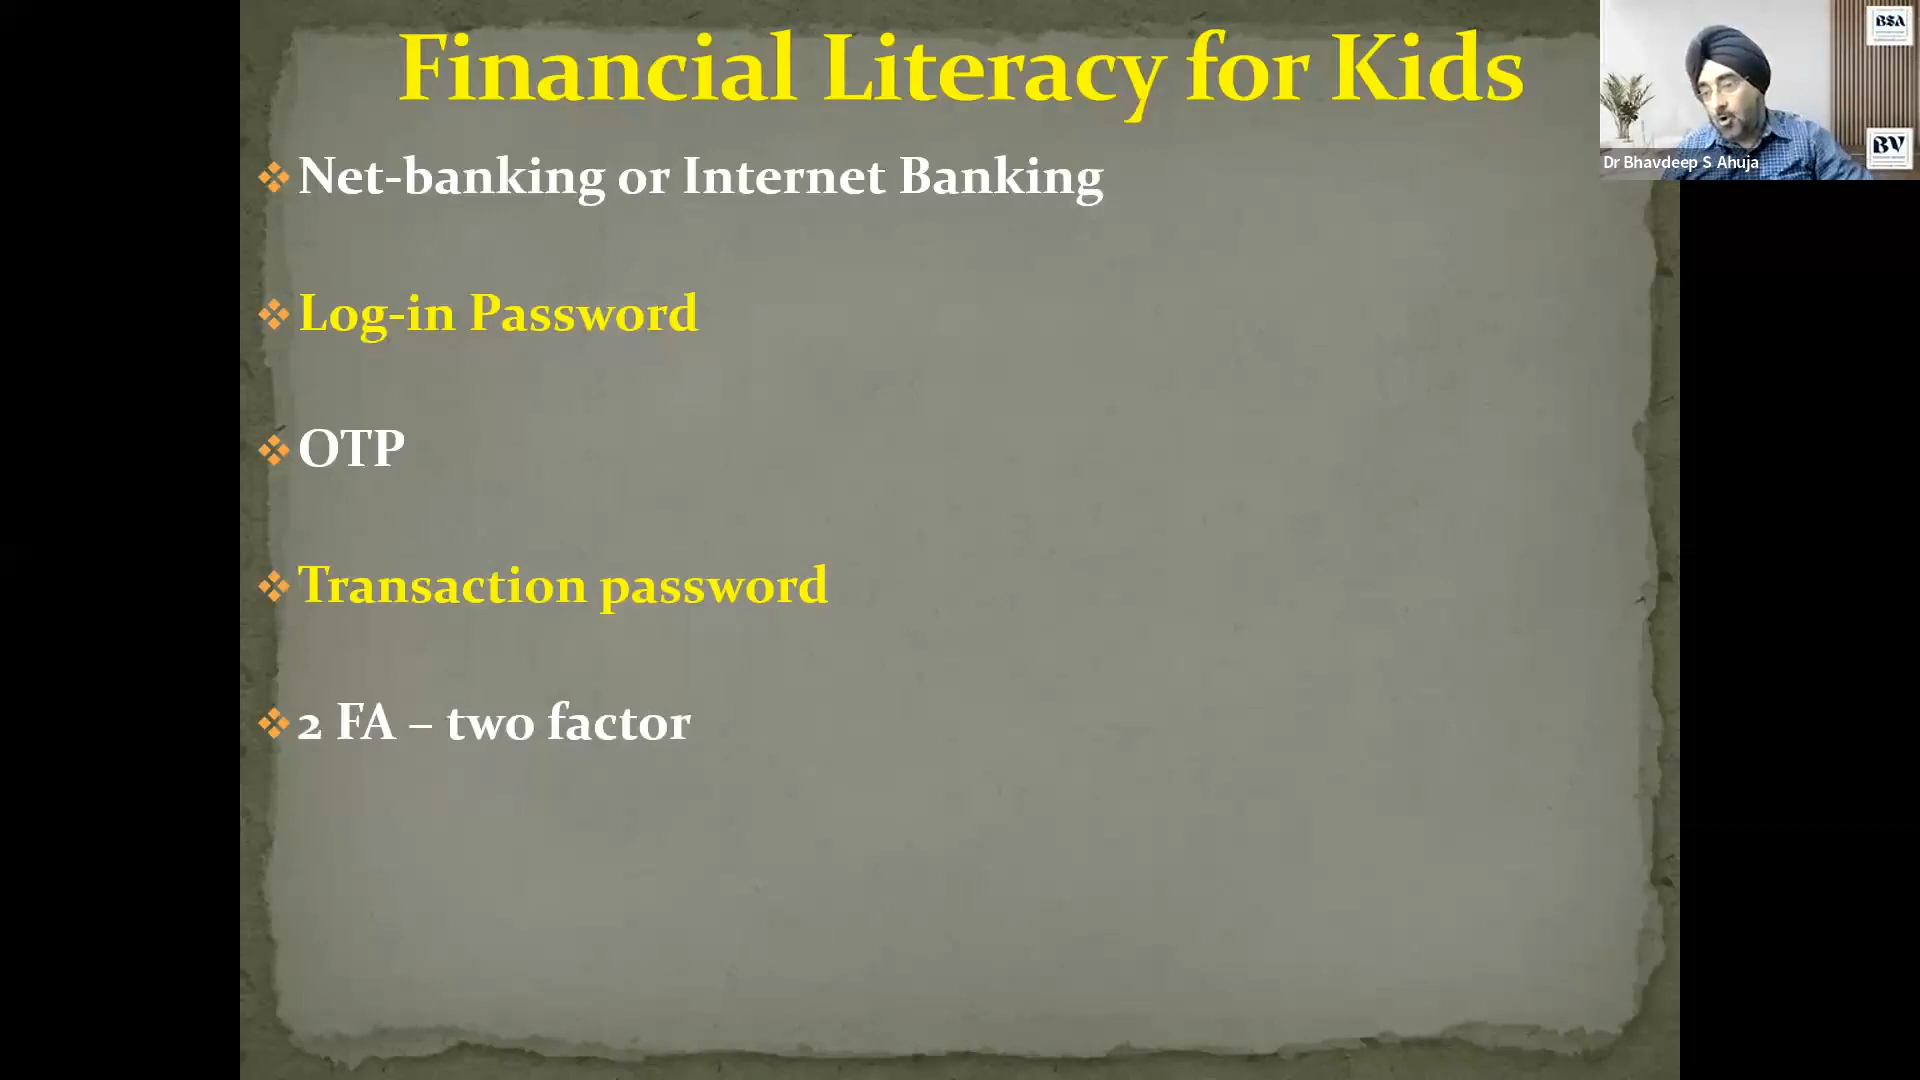 Financial Literacy for Kids
Net-banking or Internet Banking
Log-in Password
OTP
Transaction password
2 FA – two factor
BSA
Dr Bhavdeep S Ahuja
BV